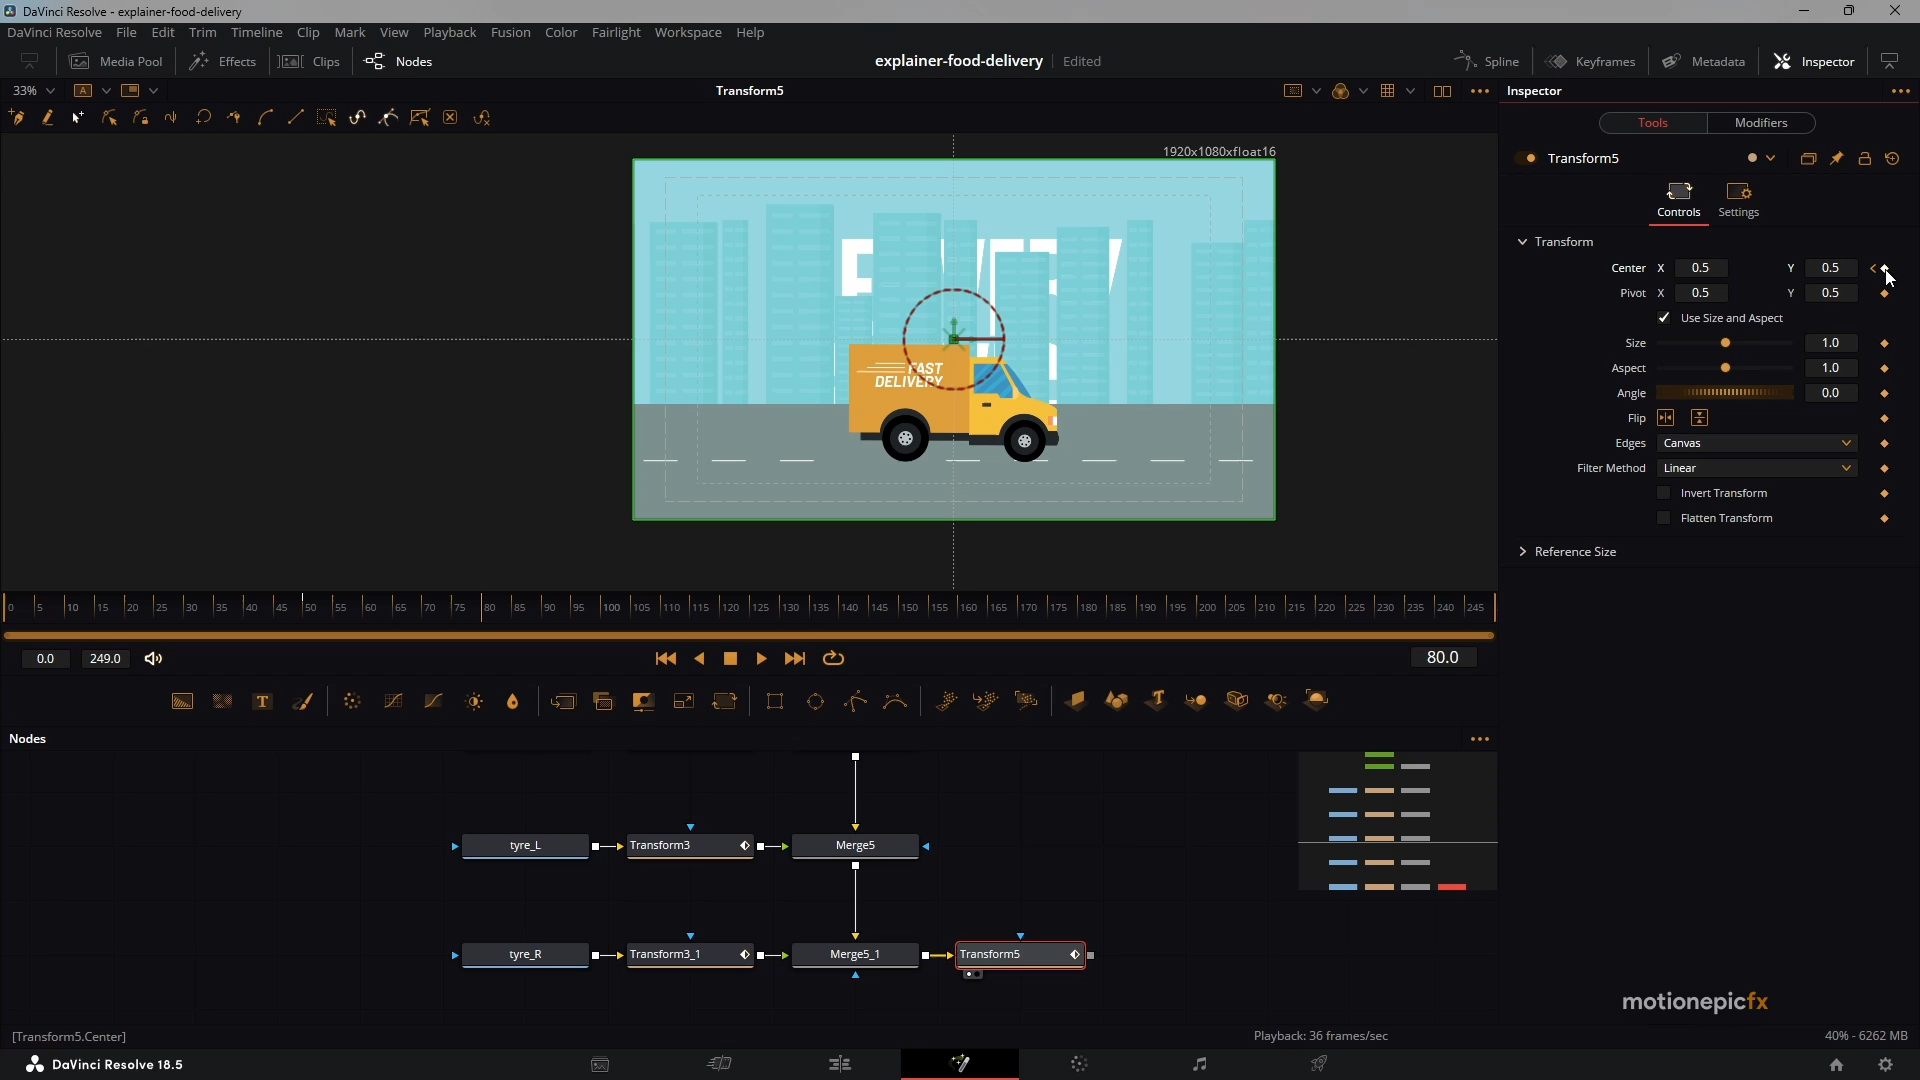 DaVinci Resolve - explainer-food-delivery
DaVinci Resolve File Edit Trim Timeline Clip Mark View Playback Fusion Color Fairlight Workspace Help
Media Pool Effects Clips Nodes explainer-food-delivery Edited Spline Keyframes Metadata Inspector
33% A Transform5 Inspector
Tools Modifiers
1920x1080xfloat16
Transform5
Controls Settings
Transform
Center X 0.5 Y 0.5
Pivot X 0.5 Y 0.5
Use Size and Aspect
Size 1.0
Aspect 1.0
Angle 0.0
Flip
Edges Canvas
Filter Method Linear
Invert Transform
Flatten Transform
Reference Size
FAST
DELIVERY
0 5 10 15 20 25 30 35 40 45 50 55 60 65 70 75 80 85 90 95 100 105 110 115 120 125 130 135 140 145 150 155 160 165 170 175 180 185 190 195 200 205 210 215 220 225 230 235 240 245
0.0 249.0 80.0
Nodes
tyre_L Transform3 Merge5
tyre_R Transform3_1 Merge5_1 Transform5
motionepicfx
[Transform5.Center] Playback: 36 frames/sec 40% - 6262 MB
DaVinci Resolve 18.5